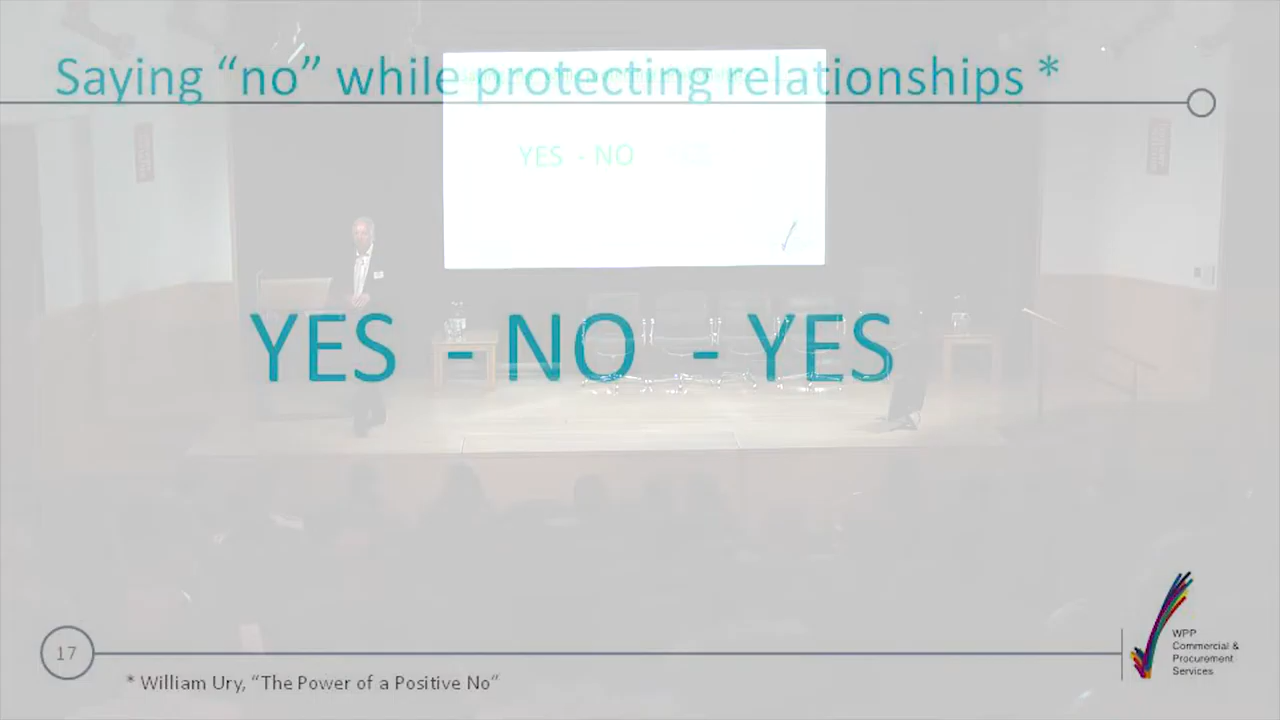 Saying “no” while protecting relationships *
YES - NO
YES - NO - YES
17
WPP
Commercial &
Procurement
Services
* William Ury, “The Power of a Positive No”